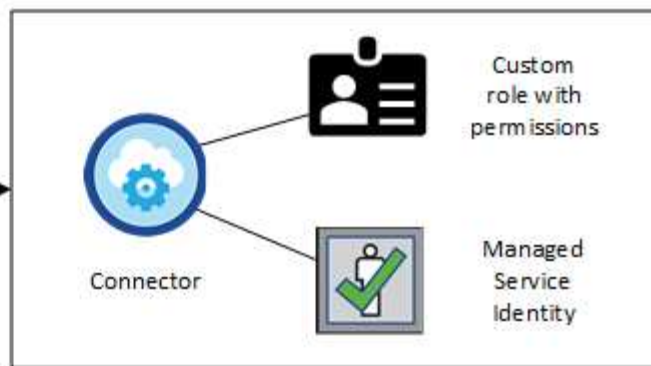 Custom
role with
permissions
Connector
Managed
Service
Identity